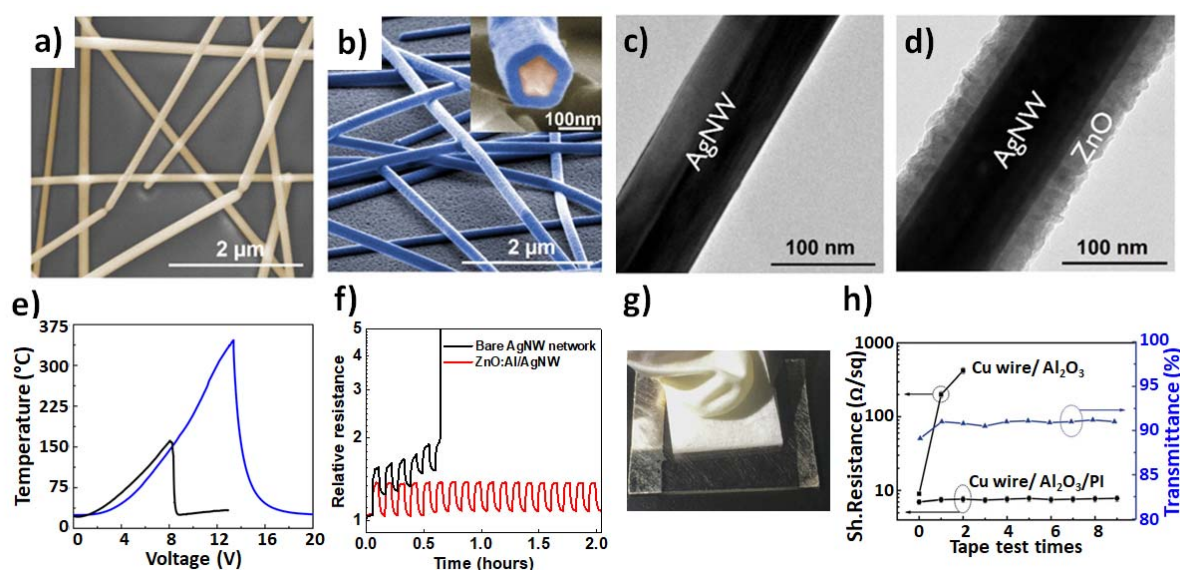 a)
2 µm
b)
100nm
2 µm
c)
AgNW
100 nm
d)
AgNW
ZnO
100 nm
e)
Temperature (°C)
375
300
225
150
75
0
0 4 8 12 16 20
Voltage (V)
f)
Relative resistance
5
4
3
2
1
Bare AgNW network
ZnO:Al/AgNW
0.0 0.5 1.0 1.5 2.0
Time (hours)
g)
h)
Sh.Resistance (Ω/sq)
1000
100
10
Cu wire/ Al₂O₃
Cu wire/ Al₂O₃/PI
0 2 4 6 8
Tape test times
100
95
90
85
80
Transmittance (%)